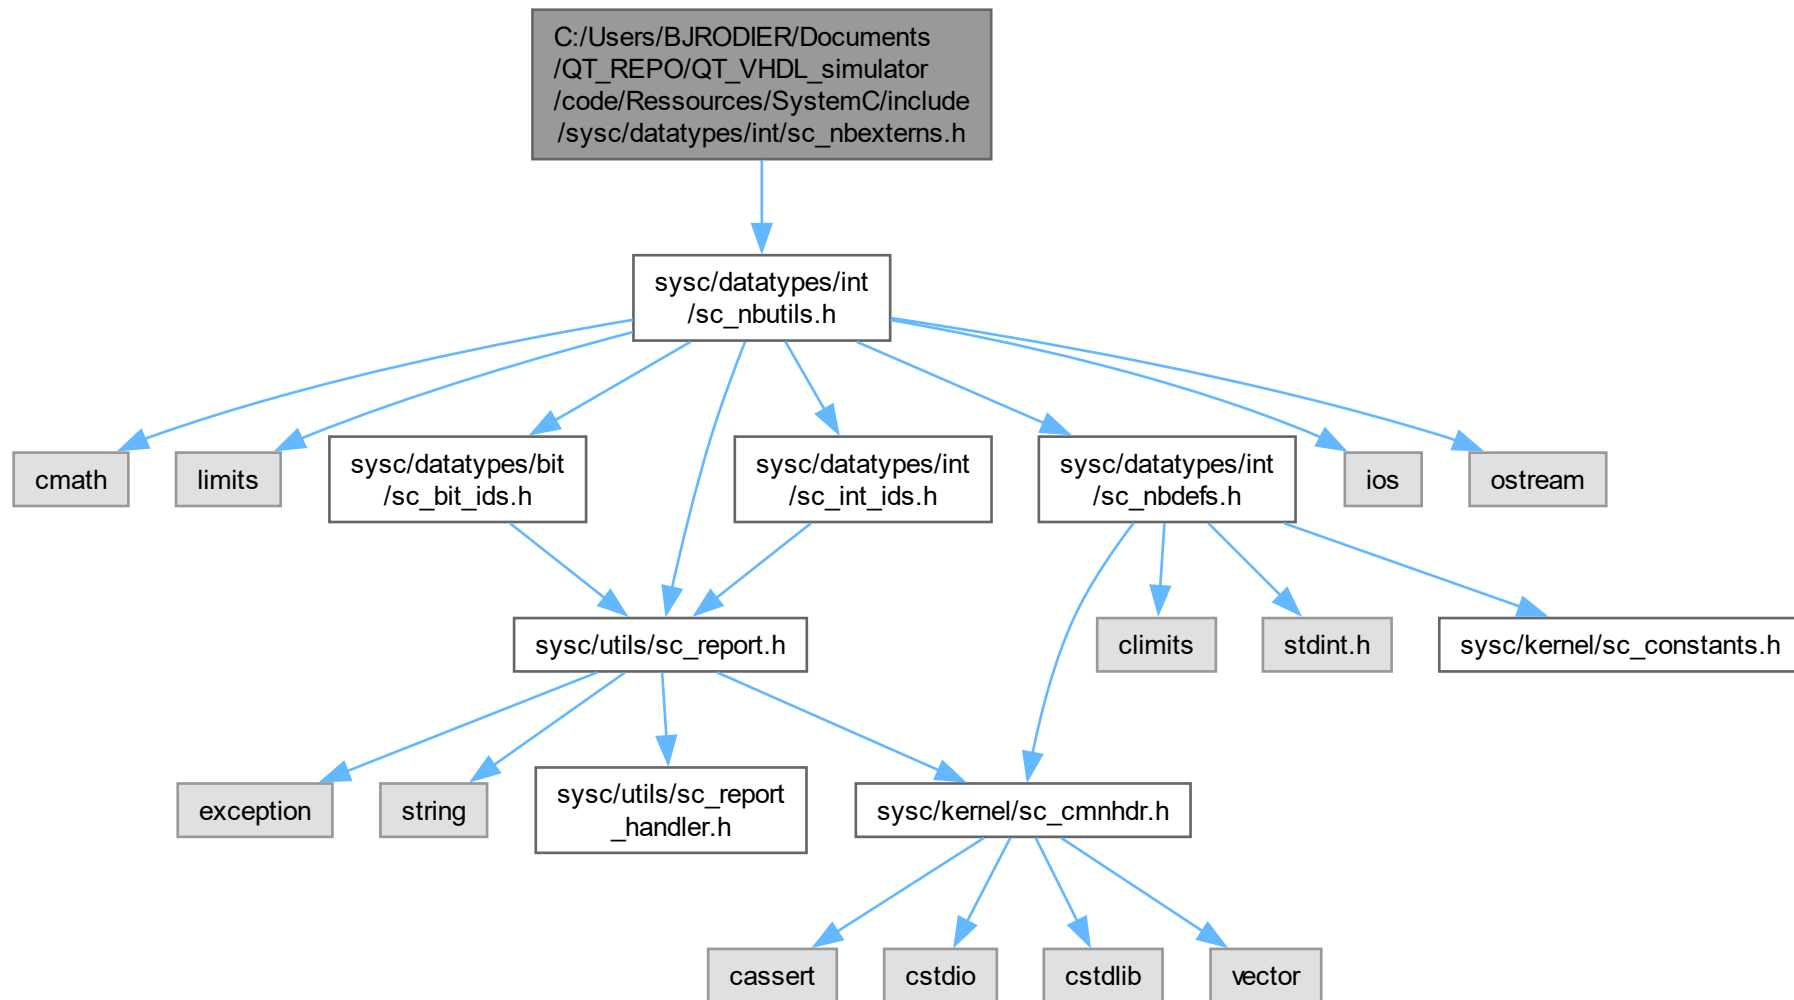 C:/Users/BJRODIER/Documents
/QT_REPO/QT_VHDL_simulator
/code/Ressources/SystemC/include
/sysc/datatypes/int/sc_nbexterns.h
sysc/datatypes/int
/sc_nbutils.h
cmath
limits
sysc/datatypes/bit
/sc_bit_ids.h
sysc/datatypes/int
/sc_int_ids.h
sysc/datatypes/int
/sc_nbdefs.h
ios
ostream
sysc/utils/sc_report.h
climits
stdint.h
sysc/kernel/sc_constants.h
exception
string
sysc/utils/sc_report
_handler.h
sysc/kernel/sc_cmnhdr.h
cassert
cstdio
cstdlib
vector